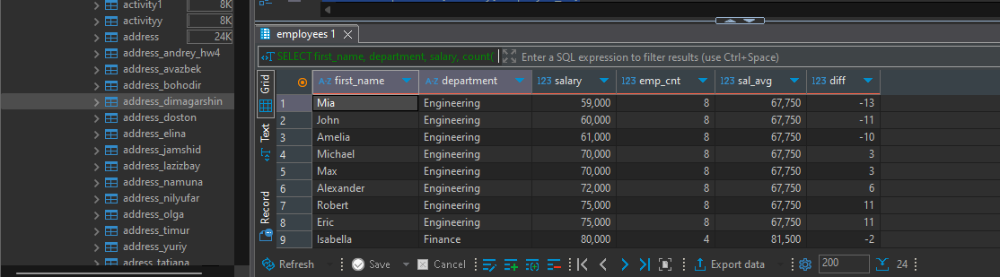 activity1 8K
activityy 8K
address 24K
address_andrey_hw4
address_avazbek
address_bohodir
address_dimagarshin
address_doston
address_elina
address_jamshid
address_lazizbay
address_namuna
address_nilyufar
address_olga
address_timur
address_yuriy
adress_tatiana
employees 1
SELECT first_name, department, salary, count( Enter a SQL expression to filter results (use Ctrl+Space)
Grid
Text
Record
A-Z first_name A-Z department 123 salary 123 emp_cnt 123 sal_avg 123 diff
1 Mia Engineering 59,000 8 67,750 -13
2 John Engineering 60,000 8 67,750 -11
3 Amelia Engineering 61,000 8 67,750 -10
4 Michael Engineering 70,000 8 67,750 3
5 Max Engineering 70,000 8 67,750 3
6 Alexander Engineering 72,000 8 67,750 6
7 Robert Engineering 75,000 8 67,750 11
8 Eric Engineering 75,000 8 67,750 11
9 Isabella Finance 80,000 4 81,500 -2
Refresh Save Cancel Export data 200 24